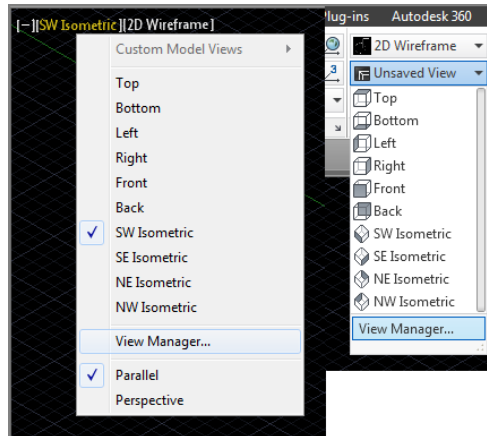 [−][SW Isometric][2D Wireframe]
Custom Model Views
Top
Bottom
Left
Right
Front
Back
SW Isometric
SE Isometric
NE Isometric
NW Isometric
View Manager...
Parallel
Perspective
Plug-ins Autodesk 360
2D Wireframe
3
Unsaved View
Top
Bottom
Left
Right
Front
Back
SW Isometric
SE Isometric
NE Isometric
NW Isometric
View Manager...